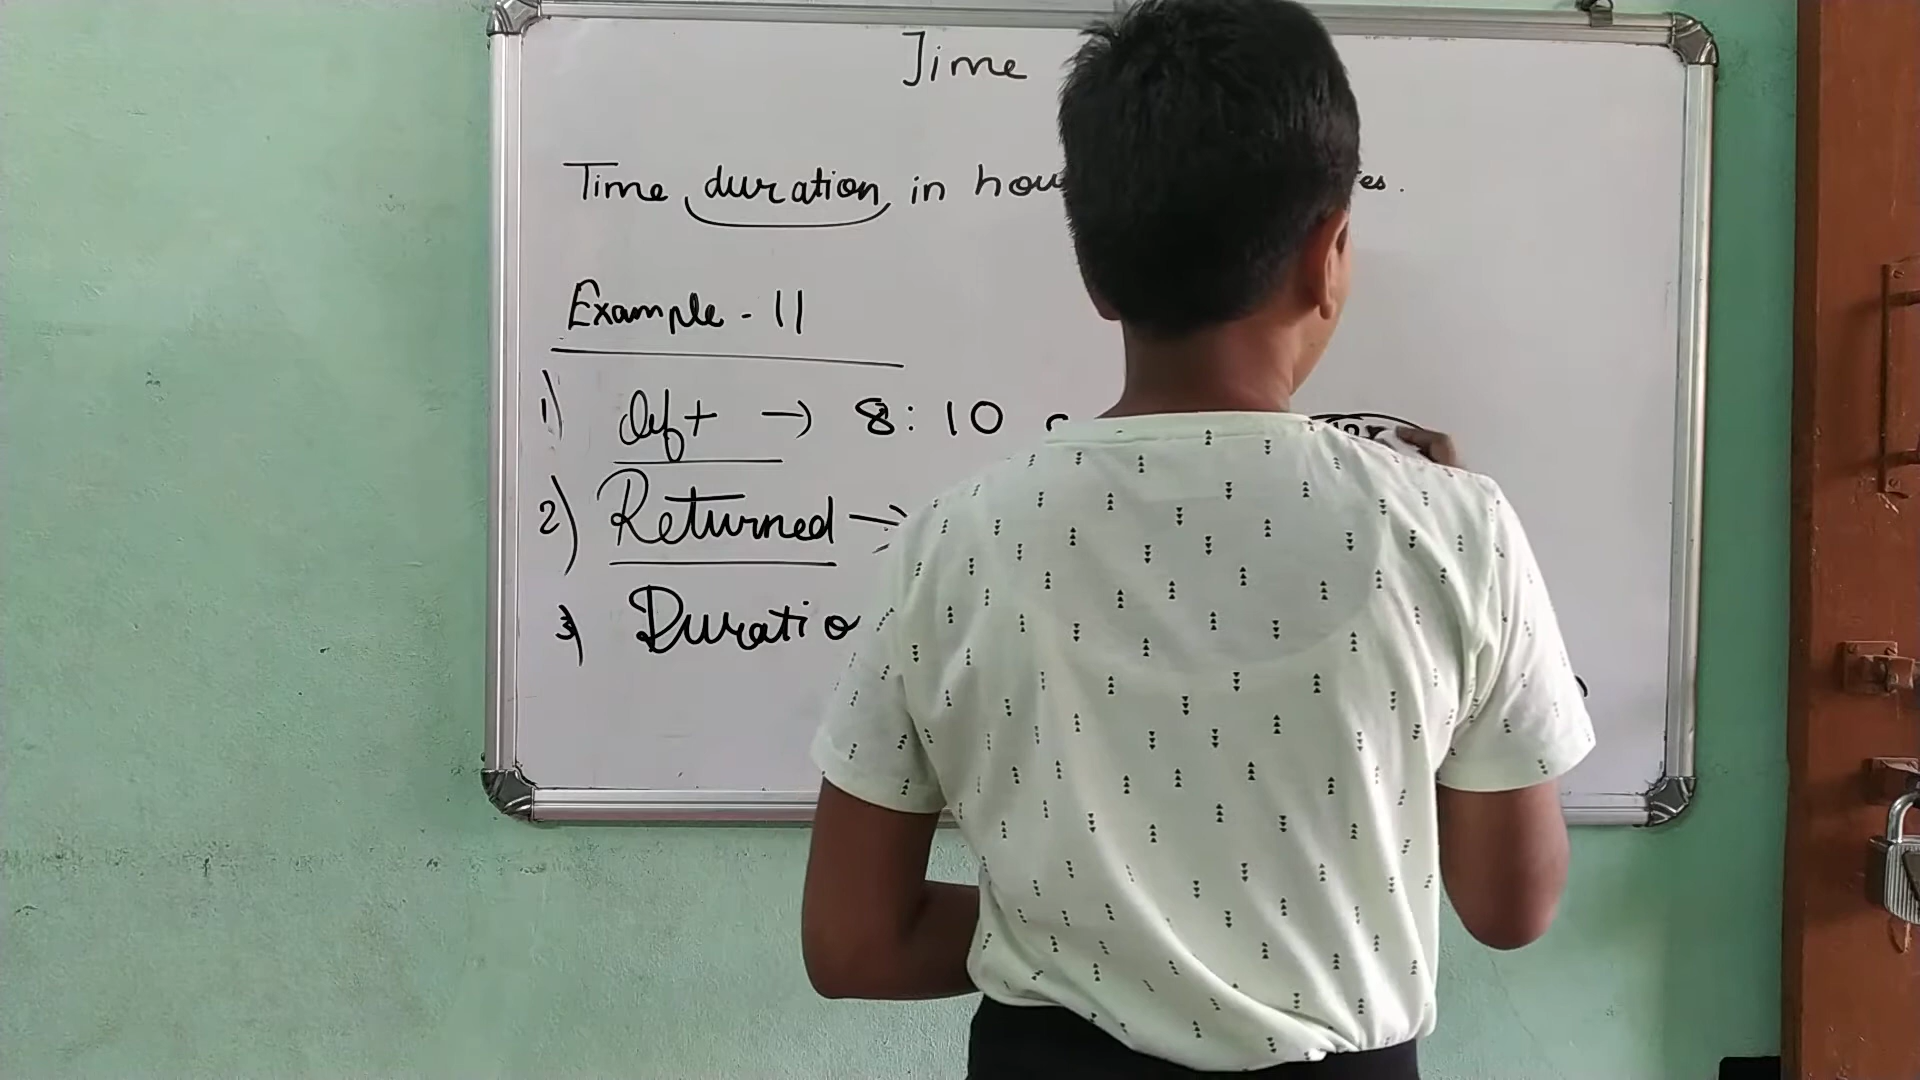 Time
Time duration in hou es.
Example - 11
1) Left → 8:10
2) Returned →
3) Duratio